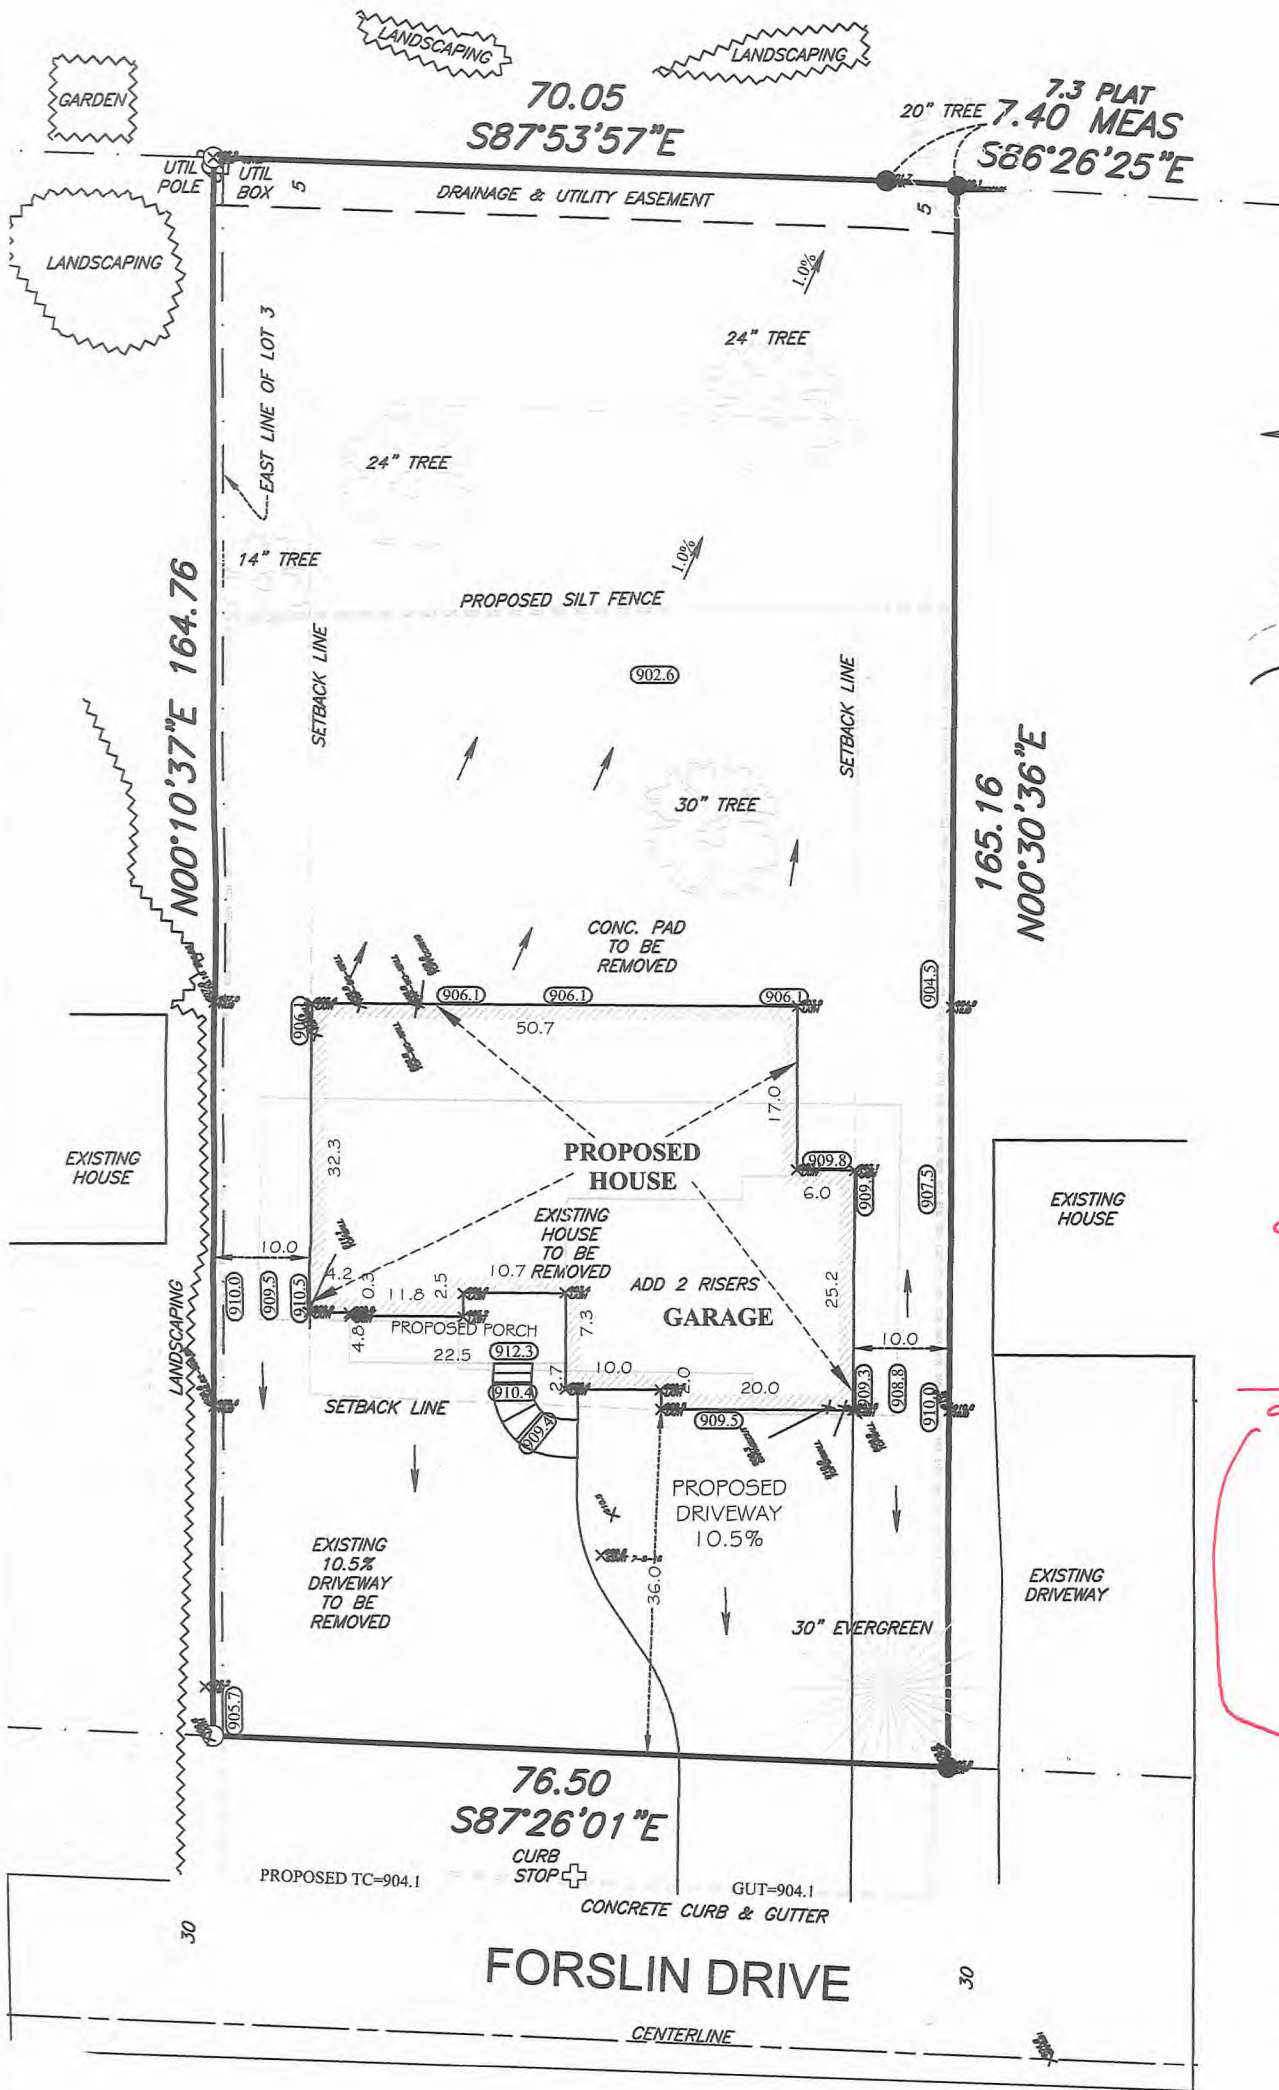 LANDSCAPING
LANDSCAPING
GARDEN
70.05
S87°53'57"E
20" TREE
7.3 PLAT
7.40 MEAS
S86°26'25"E
UTIL
POLE
UTIL
BOX
5
DRAINAGE & UTILITY EASEMENT
5
LANDSCAPING
1.0%
24" TREE
EAST LINE OF LOT 3
24" TREE
14" TREE
1.0%
PROPOSED SILT FENCE
N00°10'37"E 164.76
SETBACK LINE
902.6
SETBACK LINE
30" TREE
165.16
N00°30'36"E
CONC. PAD
TO BE
REMOVED
906.1
906.1
906.1
906.1
904.5
50.7
17.0
32.3
PROPOSED
HOUSE
909.8
6.0
907.5
EXISTING
HOUSE
EXISTING
HOUSE
EXISTING
HOUSE
TO BE
REMOVED
10.0
4.2
0.3
11.8
2.5
10.7
ADD 2 RISERS
GARAGE
25.2
10.0
910.0
909.5
910.5
LANDSCAPING
4.8
PROPOSED PORCH
22.5
7.3
912.3
910.4
909.4
2.7
10.0
2.0
20.0
909.5
909.3
908.8
910.0
SETBACK LINE
PROPOSED
DRIVEWAY
10.5%
36.0
EXISTING
10.5%
DRIVEWAY
TO BE
REMOVED
30" EVERGREEN
EXISTING
DRIVEWAY
905.7
76.50
S87°26'01"E
CURB
STOP
PROPOSED TC=904.1
GUT=904.1
CONCRETE CURB & GUTTER
30
FORSLIN DRIVE
30
CENTERLINE